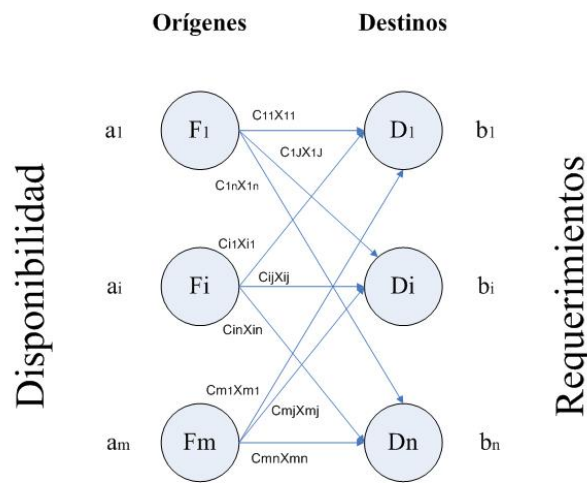 Orígenes
Destinos
Disponibilidad
Requerimientos
a1
F1
C11X11
D1
b1
C1JX1J
C1nX1n
Ci1Xi1
ai
Fi
CijXij
Di
bi
CinXin
Cm1Xm1
CmjXmj
am
Fm
CmnXmn
Dn
bn